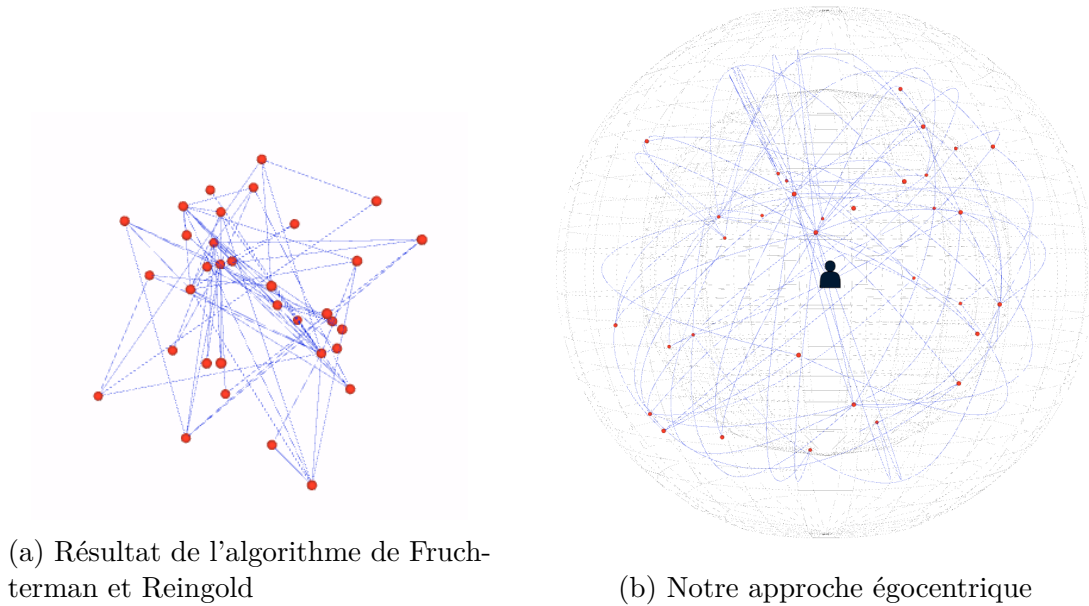 (a) Résultat de l'algorithme de Fruch-
terman et Reingold
(b) Notre approche égocentrique